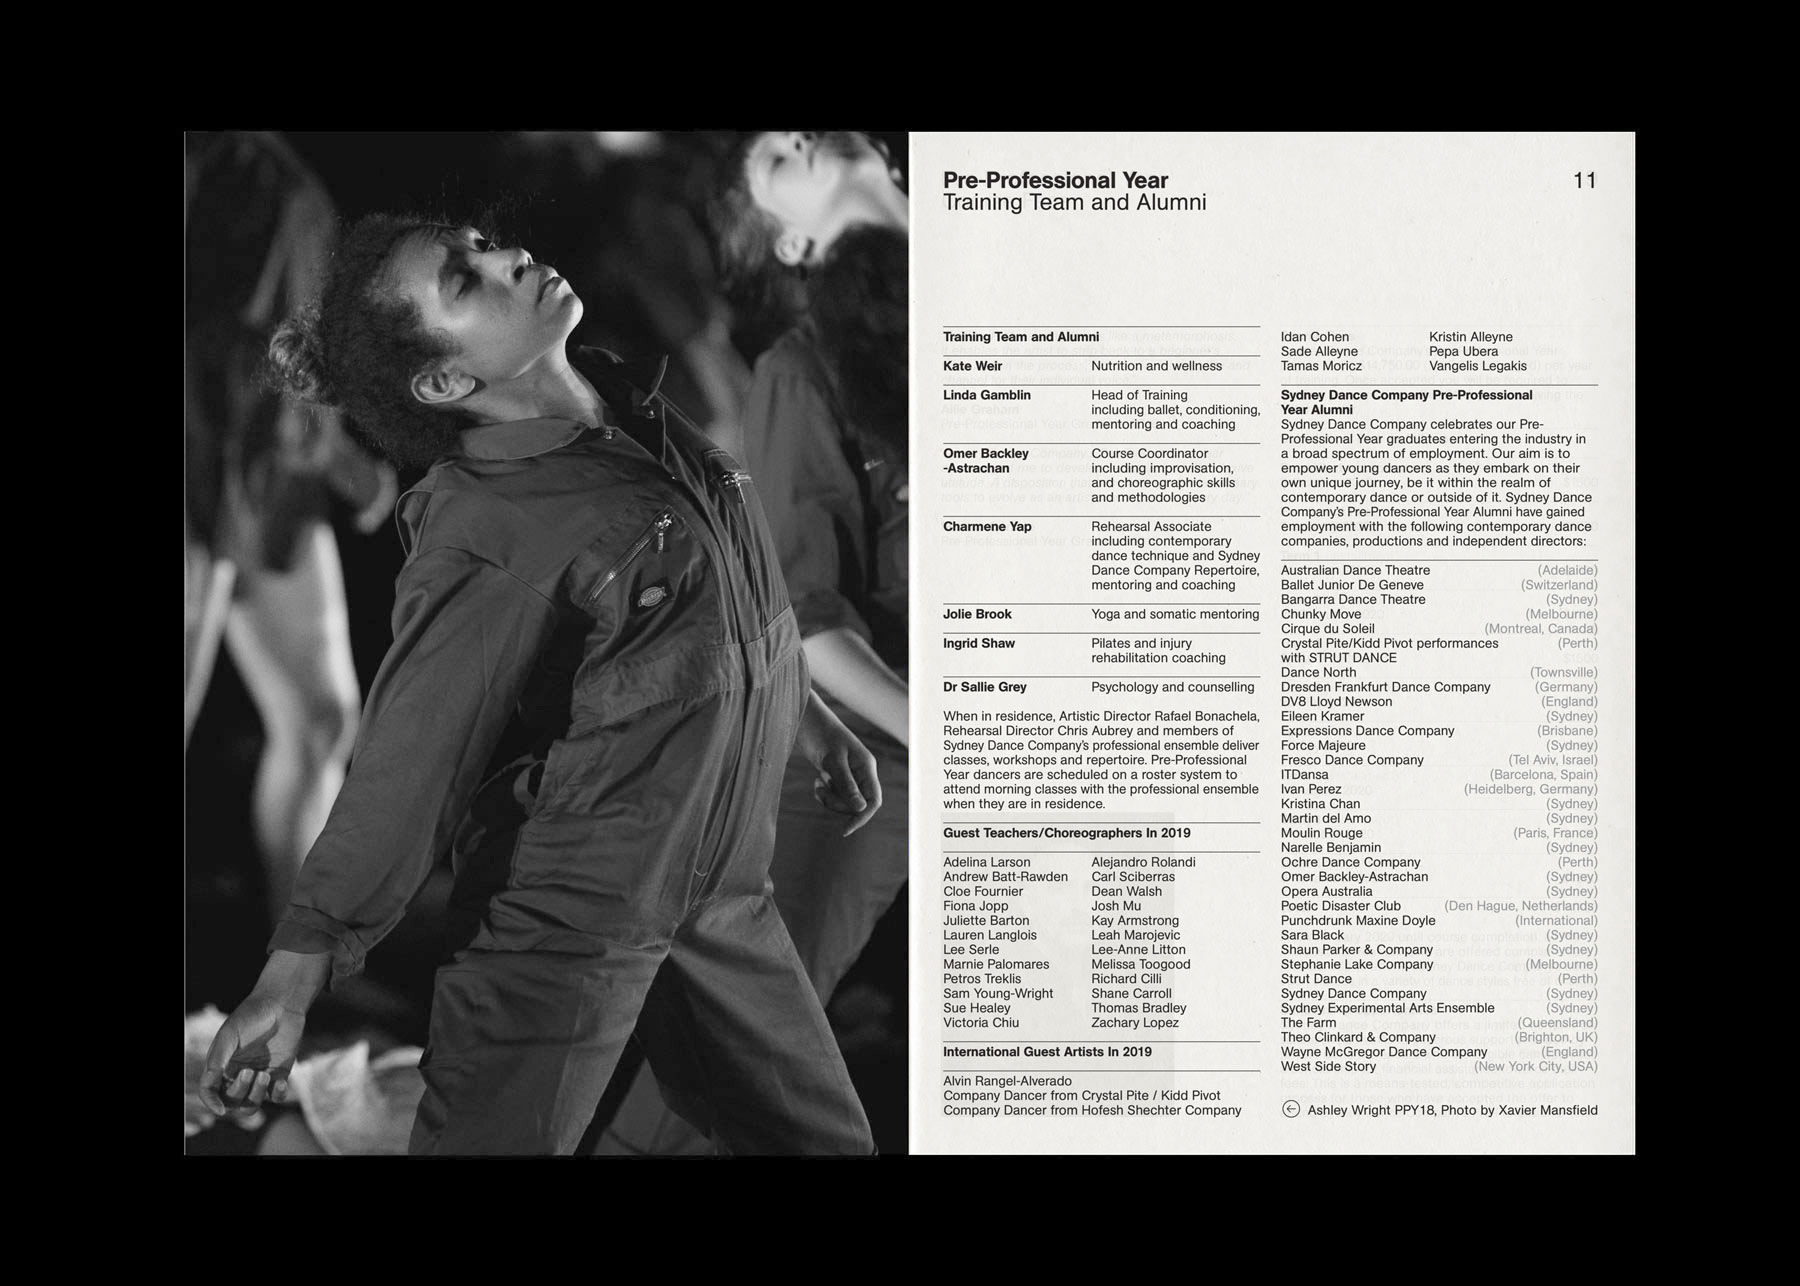 Pre-Professional Year
Training Team and Alumni
11
Training Team and Alumni
Kate Weir Nutrition and wellness
Linda Gamblin Head of Training
including ballet, conditioning,
mentoring and coaching
Omer Backley Course Coordinator
-Astrachan including improvisation,
and choreographic skills
and methodologies
Charmene Yap Rehearsal Associate
including contemporary
dance technique and Sydney
Dance Company Repertoire,
mentoring and coaching
Jolie Brook Yoga and somatic mentoring
Ingrid Shaw Pilates and injury
rehabilitation coaching
Dr Sallie Grey Psychology and counselling
When in residence, Artistic Director Rafael Bonachela,
Rehearsal Director Chris Aubrey and members of
Sydney Dance Company's professional ensemble deliver
classes, workshops and repertoire. Pre-Professional
Year dancers are scheduled on a roster system to
attend morning classes with the professional ensemble
when they are in residence.
Guest Teachers/Choreographers In 2019
Adelina Larson Alejandro Rolandi
Andrew Batt-Rawden Carl Sciberras
Cloe Fournier Dean Walsh
Fiona Jopp Josh Mu
Juliette Barton Kay Armstrong
Lauren Langlois Leah Marojevic
Lee Serle Lee-Anne Litton
Marnie Palomares Melissa Toogood
Petros Treklis Richard Cilli
Sam Young-Wright Shane Carroll
Sue Healey Thomas Bradley
Victoria Chiu Zachary Lopez
International Guest Artists In 2019
Alvin Rangel-Alverado
Company Dancer from Crystal Pite / Kidd Pivot
Company Dancer from Hofesh Shechter Company
Idan Cohen Kristin Alleyne
Sade Alleyne Pepa Ubera
Tamas Moricz Vangelis Legakis
Sydney Dance Company Pre-Professional
Year Alumni
Sydney Dance Company celebrates our Pre-
Professional Year graduates entering the industry in
a broad spectrum of employment. Our aim is to
empower young dancers as they embark on their
own unique journey, be it within the realm of
contemporary dance or outside of it. Sydney Dance
Company's Pre-Professional Year Alumni have gained
employment with the following contemporary dance
companies, productions and independent directors:
Australian Dance Theatre (Adelaide)
Ballet Junior De Geneve (Switzerland)
Bangarra Dance Theatre (Sydney)
Chunky Move (Melbourne)
Cirque du Soleil (Montreal, Canada)
Crystal Pite/Kidd Pivot performances (Perth)
with STRUT DANCE
Dance North (Townsville)
Dresden Frankfurt Dance Company (Germany)
DV8 Lloyd Newson (England)
Eileen Kramer (Sydney)
Expressions Dance Company (Brisbane)
Force Majeure (Sydney)
Fresco Dance Company (Tel Aviv, Israel)
ITDansa (Barcelona, Spain)
Ivan Perez (Heidelberg, Germany)
Kristina Chan (Sydney)
Martin del Amo (Sydney)
Moulin Rouge (Paris, France)
Narelle Benjamin (Sydney)
Ochre Dance Company (Perth)
Omer Backley-Astrachan (Sydney)
Opera Australia (Sydney)
Poetic Disaster Club (Den Hague, Netherlands)
Punchdrunk Maxine Doyle (International)
Sara Black (Sydney)
Shaun Parker & Company (Sydney)
Stephanie Lake Company (Melbourne)
Strut Dance (Perth)
Sydney Dance Company (Sydney)
Sydney Experimental Arts Ensemble (Sydney)
The Farm (Queensland)
Theo Clinkard & Company (Brighton, UK)
Wayne McGregor Dance Company (England)
West Side Story (New York City, USA)
Ashley Wright PPY18, Photo by Xavier Mansfield